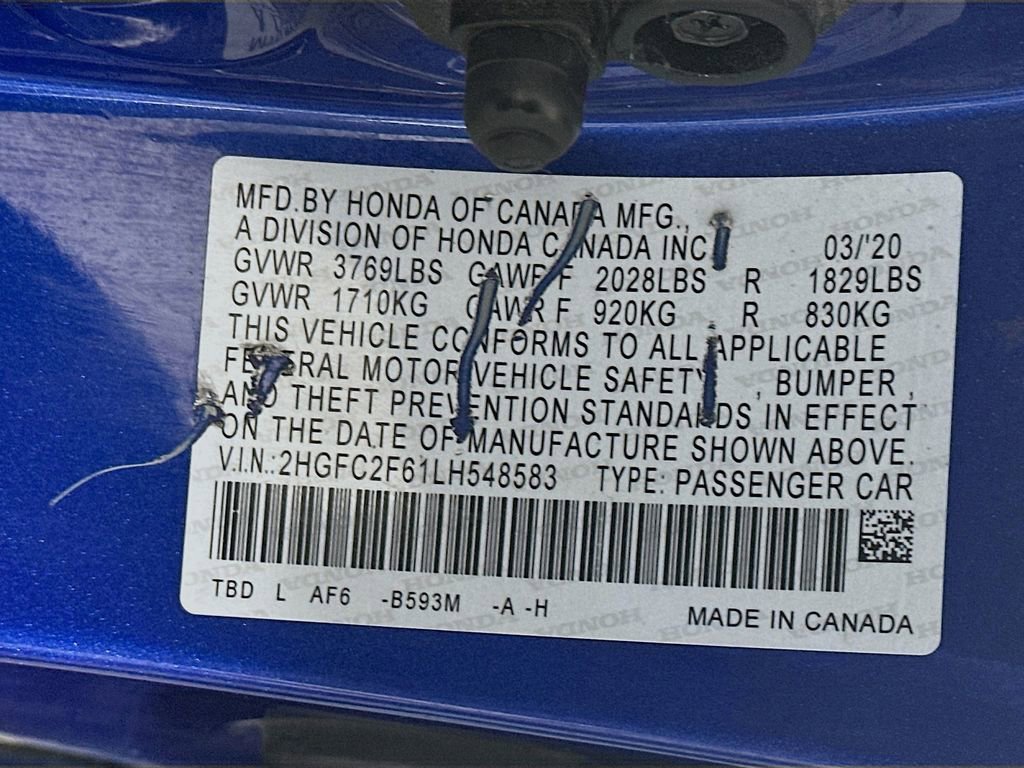 MFD.BY HONDA OF CANADA MFG.,
A DIVISION OF HONDA CANADA INC. 03/'20
GVWR 3769LBS GAWR F 2028LBS R 1829LBS
GVWR 1710KG GAWR F 920KG R 830KG
THIS VEHICLE CONFORMS TO ALL APPLICABLE
FEDERAL MOTOR VEHICLE SAFETY , BUMPER ,
AND THEFT PREVENTION STANDARDS IN EFFECT
ON THE DATE OF MANUFACTURE SHOWN ABOVE.
V.I.N.:2HGFC2F61LH548583 TYPE: PASSENGER CAR
TBD L AF6 -B593M -A -H
MADE IN CANADA